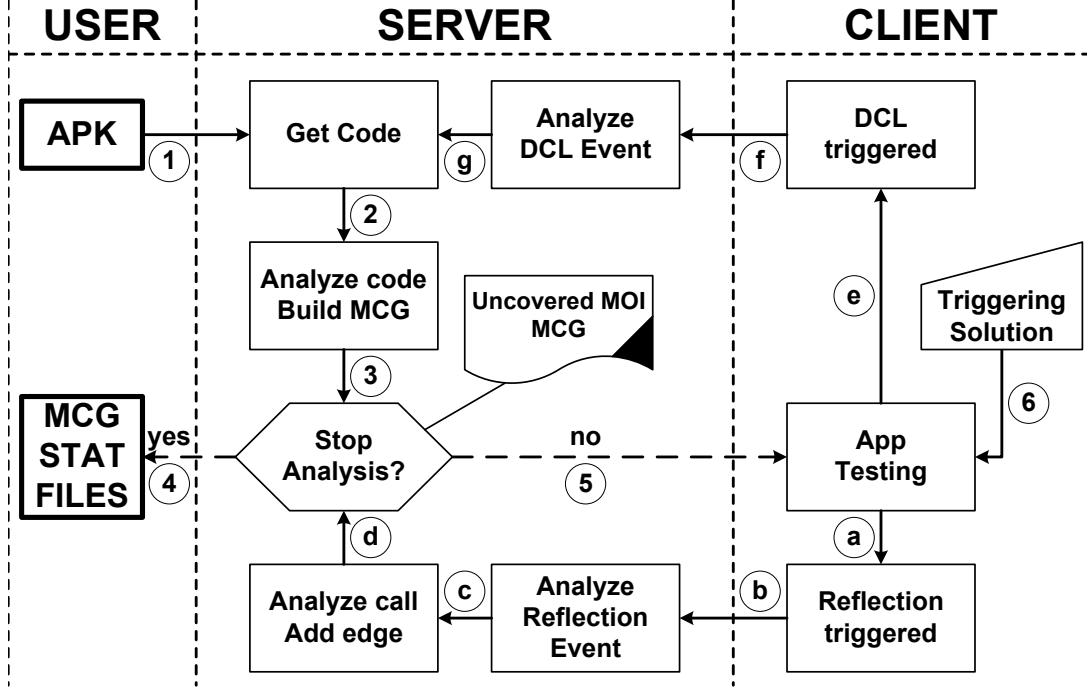 USER
SERVER
CLIENT
APK
1
Get Code
g
Analyze
DCL Event
f
DCL
triggered
2
e
Analyze code
Build MCG
Uncovered MOI
MCG
Triggering
Solution
3
6
MCG
STAT
FILES
yes
4
Stop
Analysis?
no
5
App
Testing
d
a
Analyze call
Add edge
c
Analyze
Reflection
Event
b
Reflection
triggered